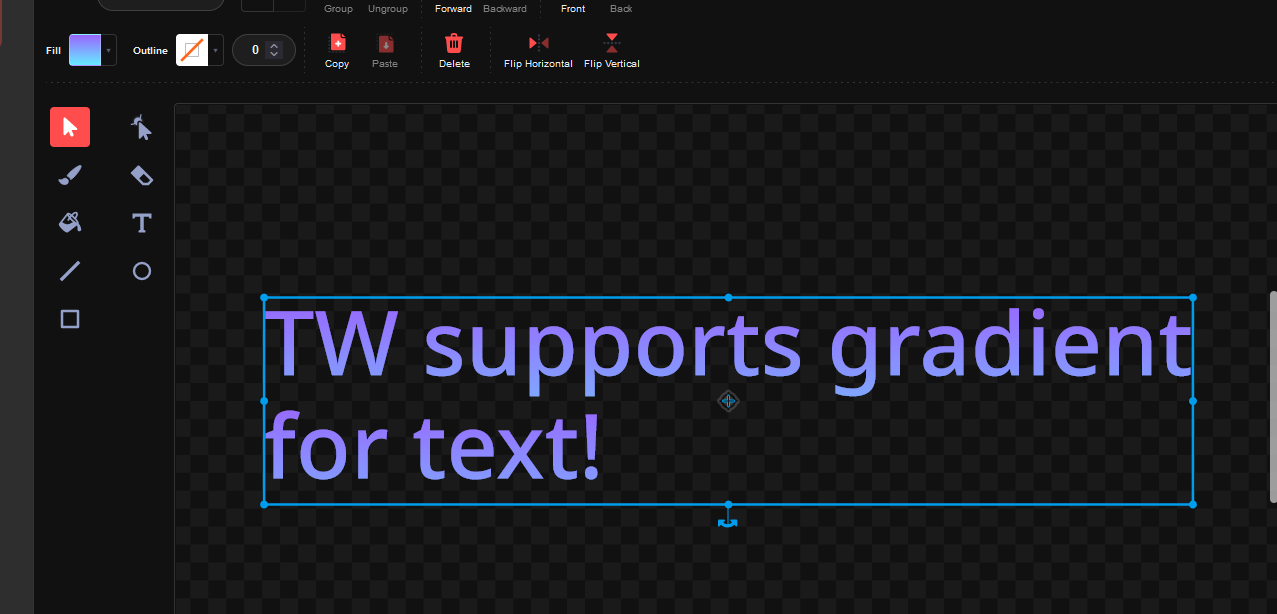 Group Ungroup Forward Backward Front Back
Fill Outline 0 Copy Paste Delete Flip Horizontal Flip Vertical
T
TW supports gradient
for text!